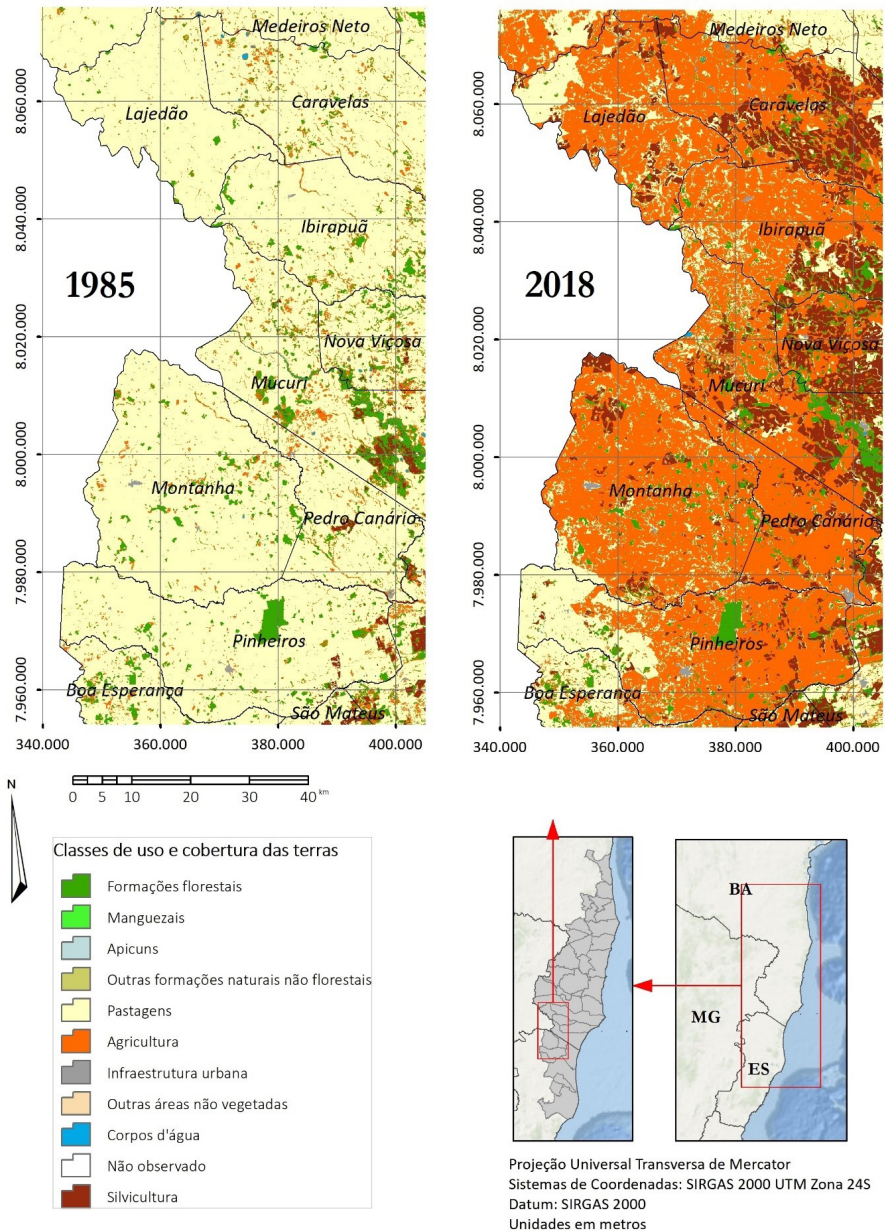 Medeiros Neto
Caravelas
Lajedão
Ibirapuã
1985
Nova Viçosa
Mucuri
Montanha
Pedro Canário
Pinheiros
Boa Esperança
São Mateus
8.060.000
8.040.000
8.020.000
8.000.000
7.980.000
7.960.000
340.000 360.000 380.000 400.000
Medeiros Neto
Caravelas
Lajedão
Ibirapuã
2018
Nova Viçosa
Mucuri
Montanha
Pedro Canário
Pinheiros
Boa Esperança
São Mateus
8.060.000
8.040.000
8.020.000
8.000.000
7.980.000
7.960.000
340.000 360.000 380.000 400.000
N
0 5 10 20 30 40 km
Classes de uso e cobertura das terras
Formações florestais
Manguezais
Apicuns
Outras formações naturais não florestais
Pastagens
Agricultura
Infraestrutura urbana
Outras áreas não vegetadas
Corpos d'água
Não observado
Silvicultura
BA
MG
ES
Projeção Universal Transversa de Mercator
Sistemas de Coordenadas: SIRGAS 2000 UTM Zona 24S
Datum: SIRGAS 2000
Unidades em metros